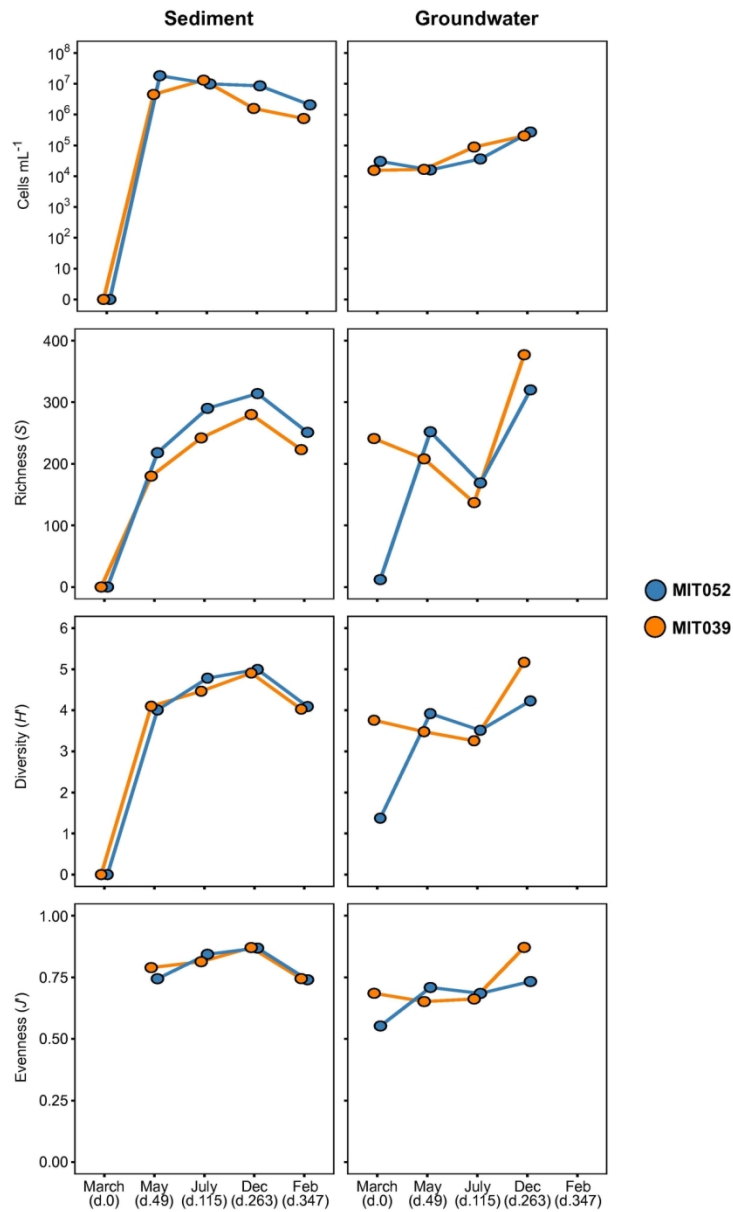 Sediment Groundwater
Cells mL⁻¹
10⁸
10⁷
10⁶
10⁵
10⁴
10³
10²
10
0
Richness (S)
400
300
200
100
0
MIT052
MIT039
Diversity (H')
6
5
4
3
2
1
0
Evenness (J')
1.00
0.75
0.50
0.25
0.00
March May July Dec Feb March May July Dec Feb
(d.0) (d.49) (d.115) (d.263) (d.347) (d.0) (d.49) (d.115) (d.263) (d.347)